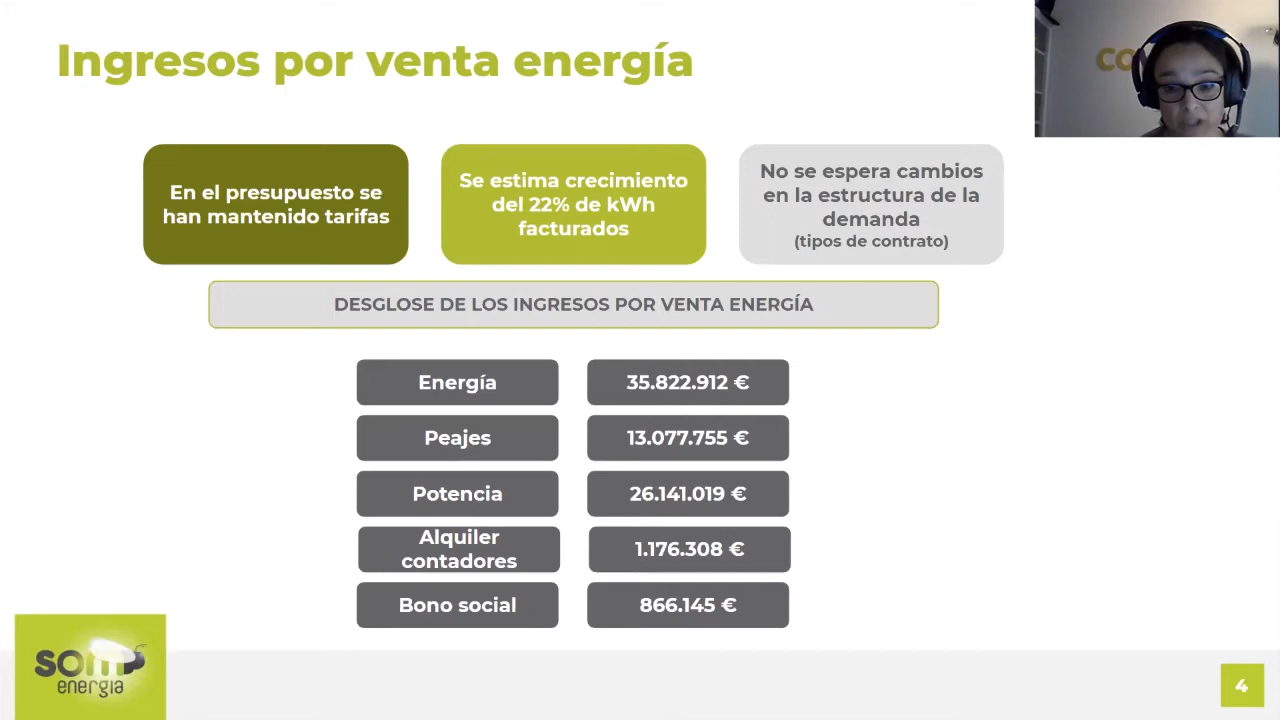 Ingresos por venta energía
CO
En el presupuesto se
han mantenido tarifas
Se estima crecimiento
del 22% de kWh
facturados
No se espera cambios
en la estructura de la
demanda
(tipos de contrato)
DESGLOSE DE LOS INGRESOS POR VENTA ENERGÍA
Energía 35.822.912 €
Peajes 13.077.755 €
Potencia 26.141.019 €
Alquiler
contadores 1.176.308 €
Bono social 866.145 €
som
energia
4